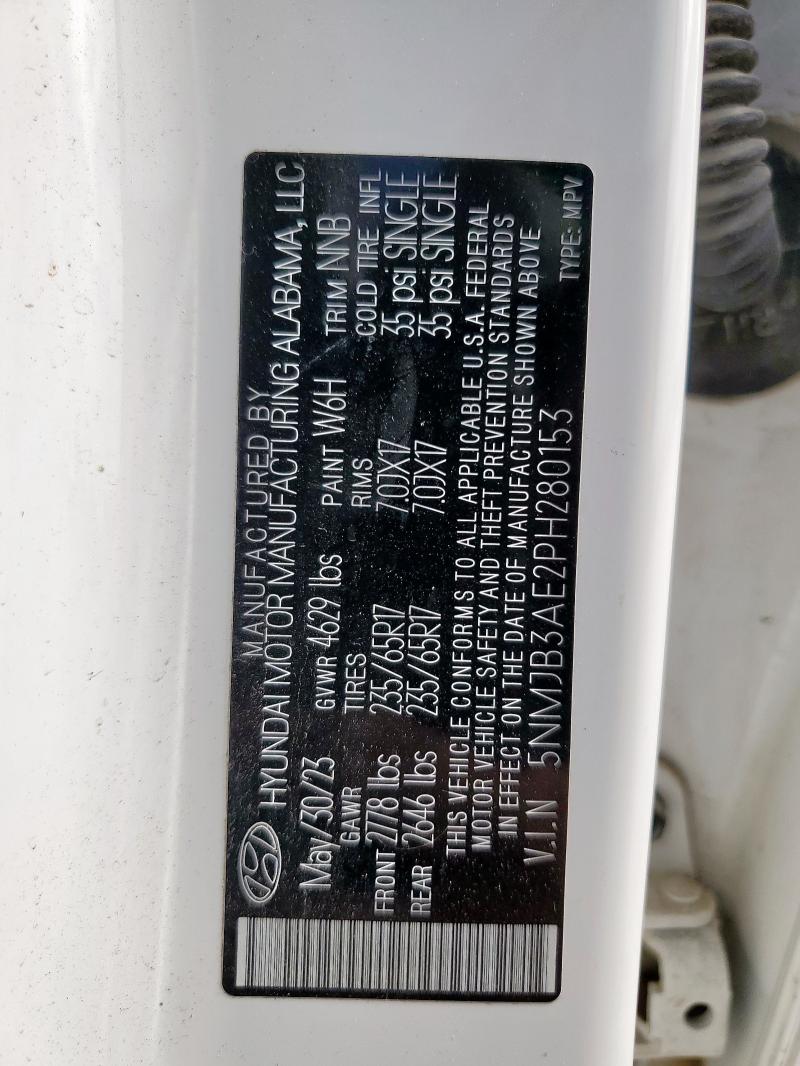 MANUFACTURED BY
HYUNDAI MOTOR MANUFACTURING ALABAMA, LLC
May/30/23 GVWR 4629 lbs PAINT W6H TRIM NNB
GAWR TIRES RIMS COLD TIRE INFL
FRONT 2778 lbs 235/65R17 7.0JX17 35 psi SINGLE
REAR 2646 lbs 235/65R17 7.0JX17 35 psi SINGLE
THIS VEHICLE CONFORMS TO ALL APPLICABLE U.S.A. FEDERAL
MOTOR VEHICLE SAFETY AND THEFT PREVENTION STANDARDS
IN EFFECT ON THE DATE OF MANUFACTURE SHOWN ABOVE
V.I.N 5NMJB3AE2PH280153 TYPE: MPV